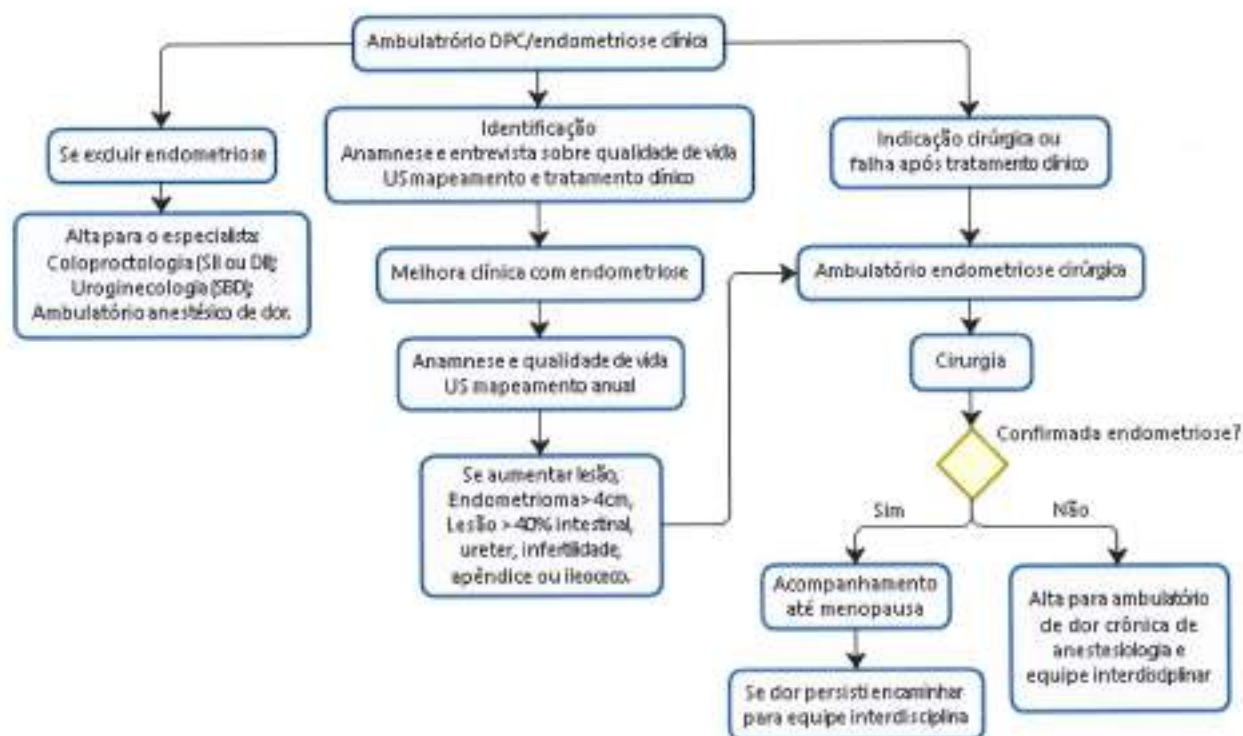 Ambulatrório DPC/endometriose clínica
Se excluir endometriose
Identificação
Anamnese e entrevista sobre qualidade de vida
US mapeamento e tratamento clínico
Indicação cirúrgica ou
falha após tratamento clínico
Alta para o especialista:
Coloproctologia (SII ou DII);
Uroginecologia (SBD);
Ambulatório anestésico de dor.
Melhora clínica com endometriose
Ambulatório endometriose cirúrgica
Anamnese e qualidade de vida
US mapeamento anual
Cirurgia
Se aumentar lesão,
Endometrioma > 4cm,
Lesão > 40% intestinal,
ureter, infertilidade,
apêndice ou ileoceco.
Confirmada endometriose?
Sim
Não
Acompanhamento
até menopausa
Alta para ambulatório
de dor crônica de
anestesiologia e
equipe interdisciplinar
Se dor persisti encaminhar
para equipe interdisciplina